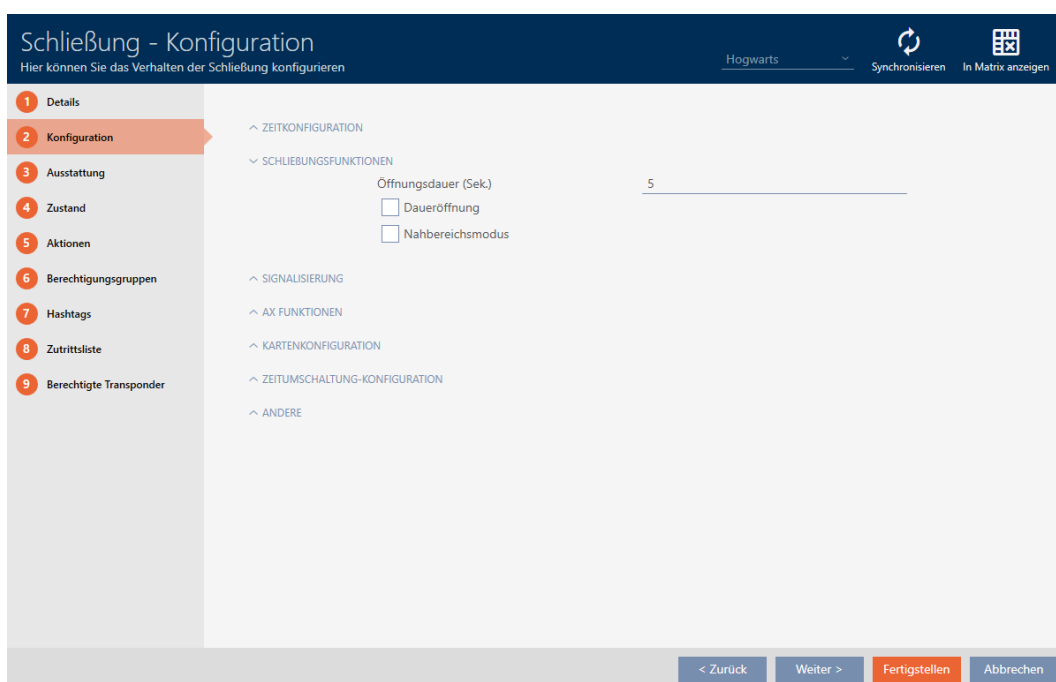 Schließung - Konfiguration
Hier können Sie das Verhalten der Schließung konfigurieren
Hogwarts
Synchronisieren
In Matrix anzeigen
1 Details
2 Konfiguration
3 Ausstattung
4 Zustand
5 Aktionen
6 Berechtigungsgruppen
7 Hashtags
8 Zutrittsliste
9 Berechtigte Transponder
ZEITKONFIGURATION
SCHLIEßUNGSFUNKTIONEN
Öffnungsdauer (Sek.) 5
Daueröffnung
Nahbereichsmodus
SIGNALISIERUNG
AX FUNKTIONEN
KARTENKONFIGURATION
ZEITUMSCHALTUNG-KONFIGURATION
ANDERE
< Zurück
Weiter >
Fertigstellen
Abbrechen